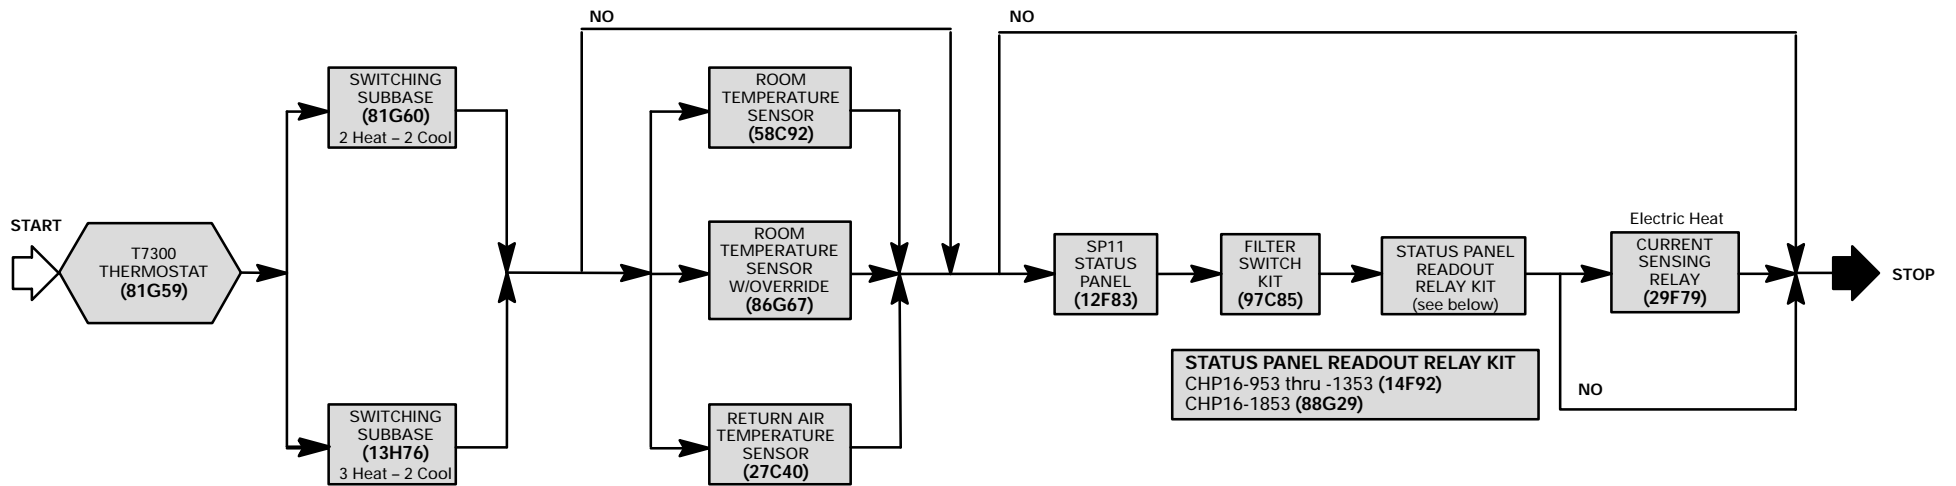 START
T7300
THERMOSTAT
(81G59)
SWITCHING
SUBBASE
(81G60)
2 Heat – 2 Cool
SWITCHING
SUBBASE
(13H76)
3 Heat – 2 Cool
NO
ROOM
TEMPERATURE
SENSOR
(58C92)
ROOM
TEMPERATURE
SENSOR
W/OVERRIDE
(86G67)
RETURN AIR
TEMPERATURE
SENSOR
(27C40)
NO
SP11
STATUS
PANEL
(12F83)
FILTER
SWITCH
KIT
(97C85)
STATUS PANEL
READOUT
RELAY KIT
(see below)
Electric Heat
CURRENT
SENSING
RELAY
(29F79)
NO
STOP
STATUS PANEL READOUT RELAY KIT
CHP16-953 thru -1353 (14F92)
CHP16-1853 (88G29)